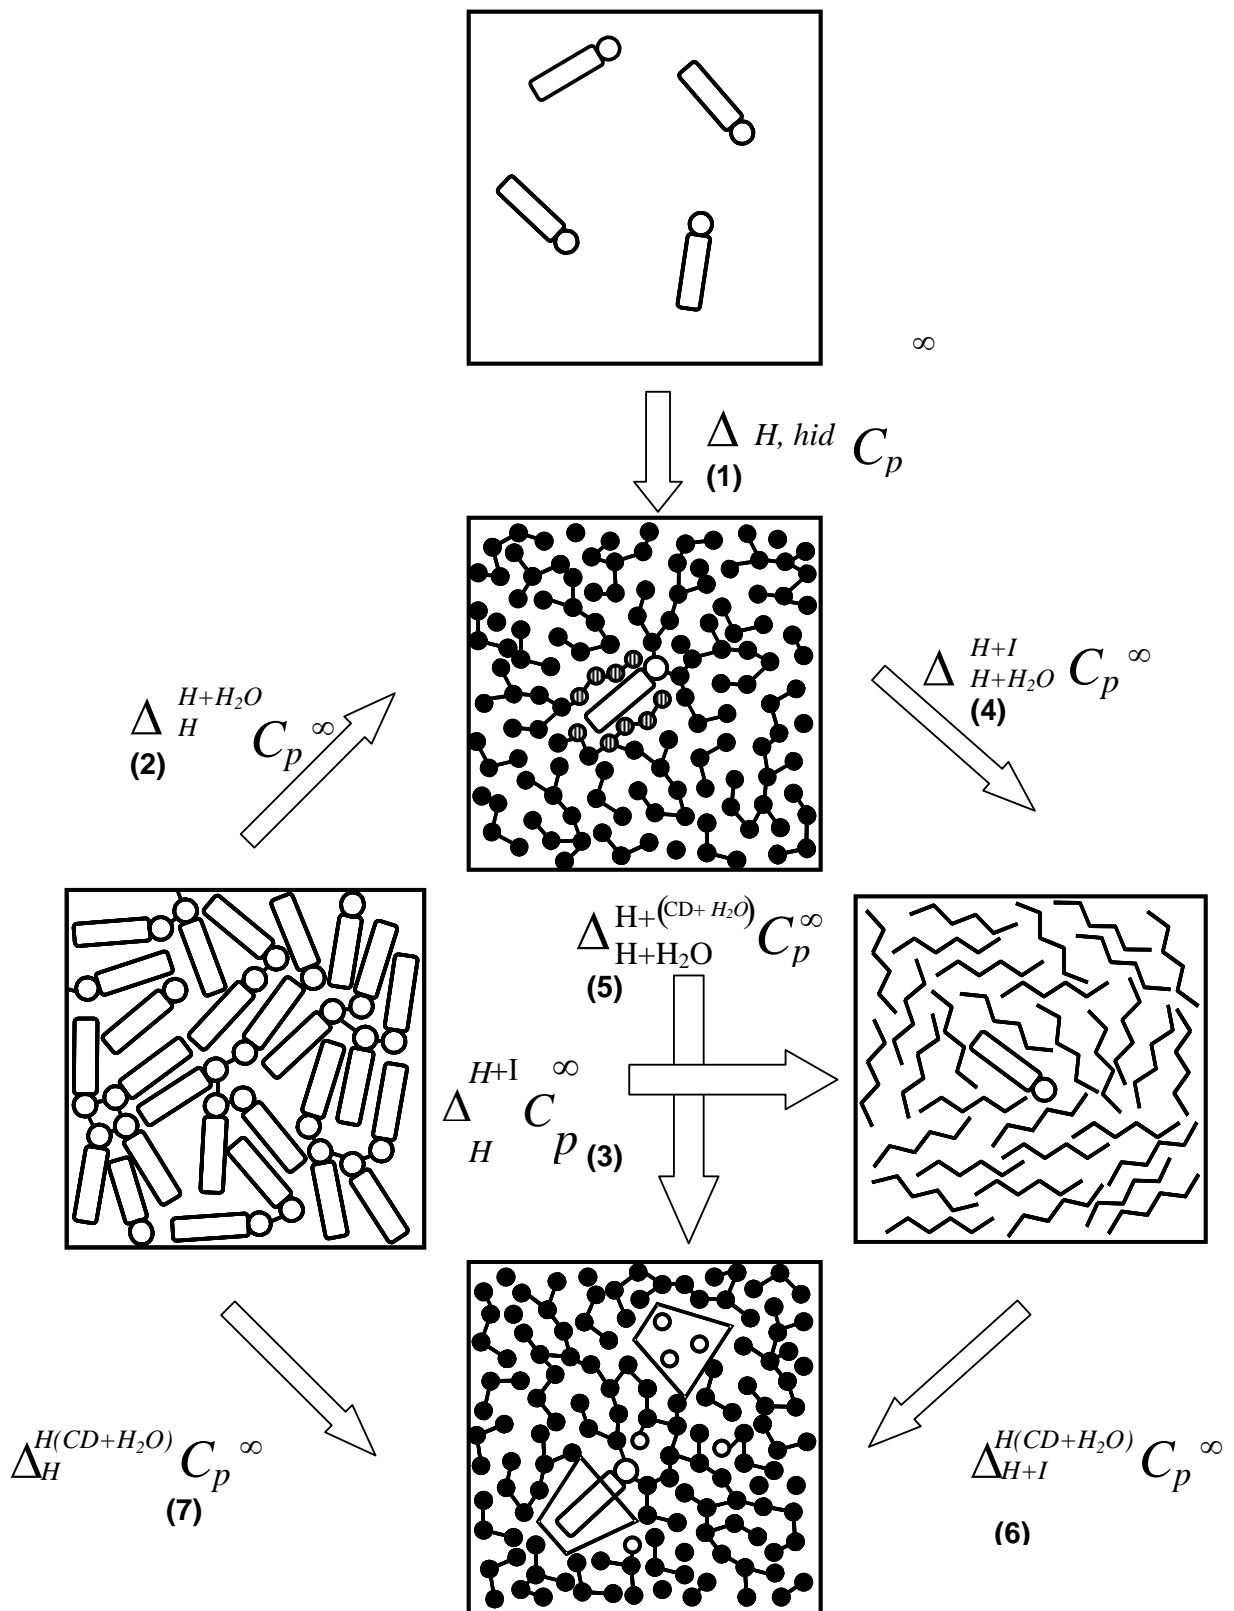 ∞
Δ H, hid Cp
(1)
Δ H+H₂O H Cp ∞
(2)
Δ H+I H+H₂O Cp ∞
(4)
Δ H+(CD+ H₂O) H+H₂O Cp ∞
(5)
Δ H+I H Cp ∞
(3)
Δ H(CD+H₂O) H Cp ∞
(7)
Δ H(CD+H₂O) H+I Cp ∞
(6)